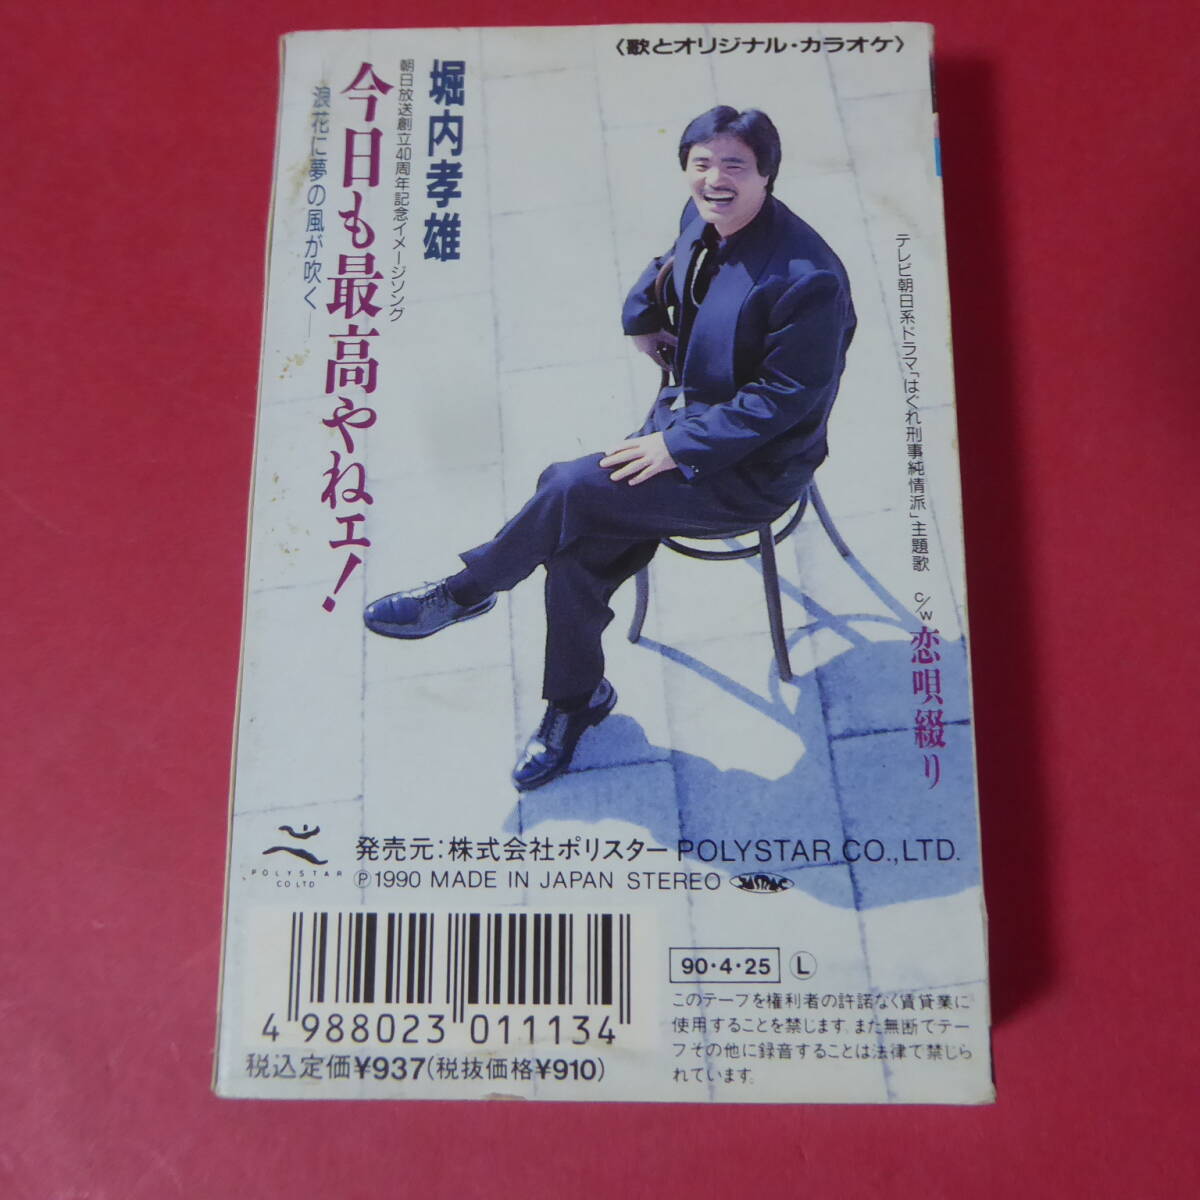 〈歌とオリジナル・カラオケ〉
堀内孝雄
朝日放送創立40周年記念イメージソング
今日も最高やねェ!
浪花に夢の風が吹く―
テレビ朝日系ドラマ「はぐれ刑事純情派」主題歌
c/w 恋唄綴り
POLYSTAR
CO LTD
発売元:株式会社ポリスター POLYSTAR CO.,LTD.
Ⓟ1990 MADE IN JAPAN STEREO JASRAC
4 988023 011134
税込定価¥937(税抜価格¥910)
90・4・25 Ⓛ
このテープを権利者の許諾なく賃貸業に
使用することを禁じます.また無断でテー
プその他に録音することは法律で禁じら
れています.